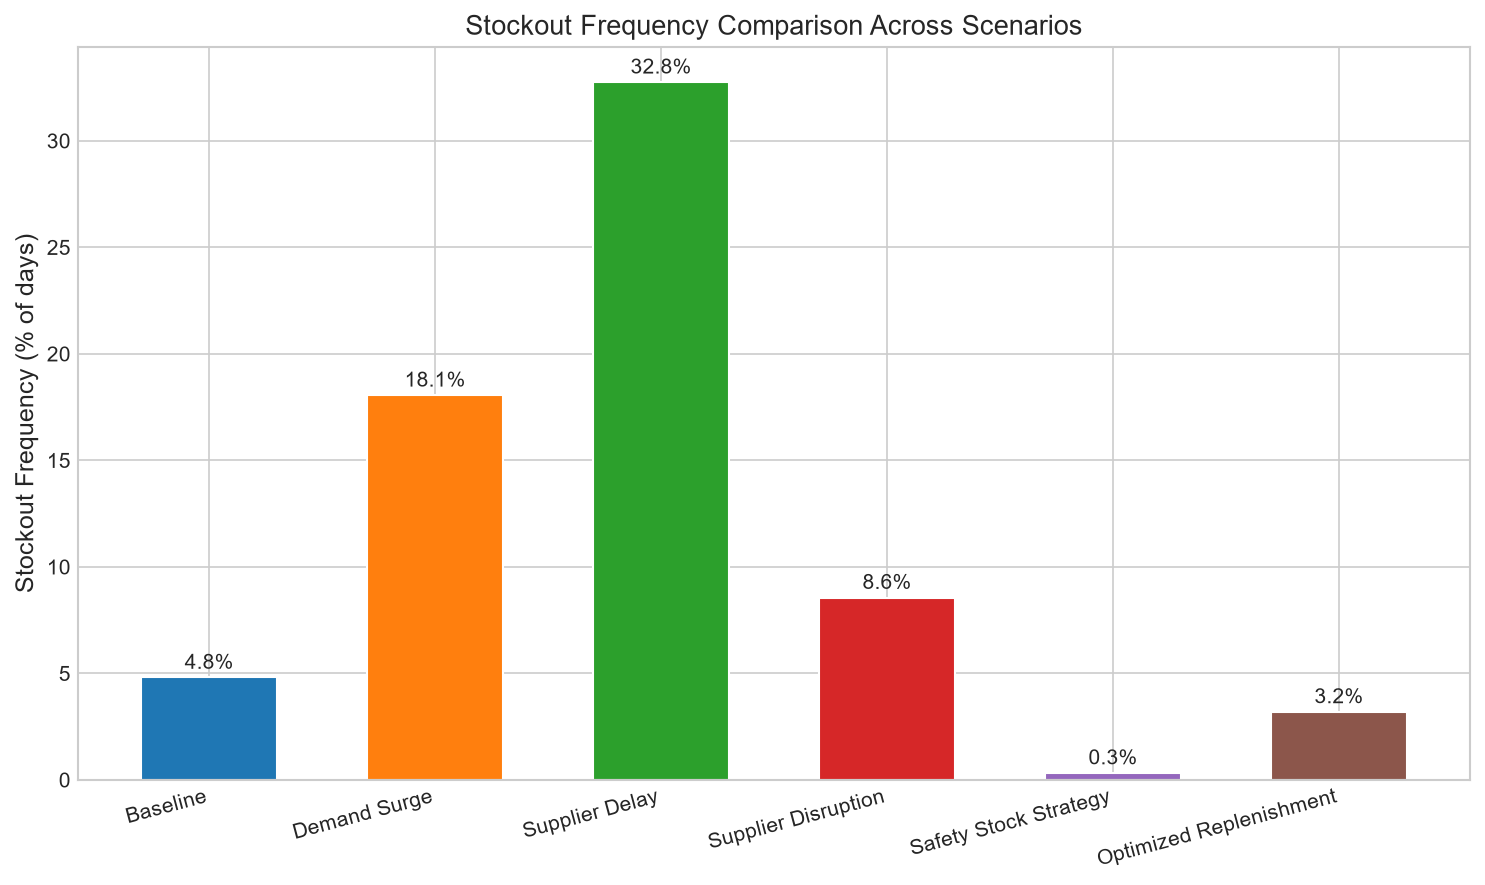 Stockout Frequency Comparison Across Scenarios
Stockout Frequency (% of days)
30
25
20
15
10
5
0
4.8%
18.1%
32.8%
8.6%
0.3%
3.2%
Baseline
Demand Surge
Supplier Delay
Supplier Disruption
Safety Stock Strategy
Optimized Replenishment